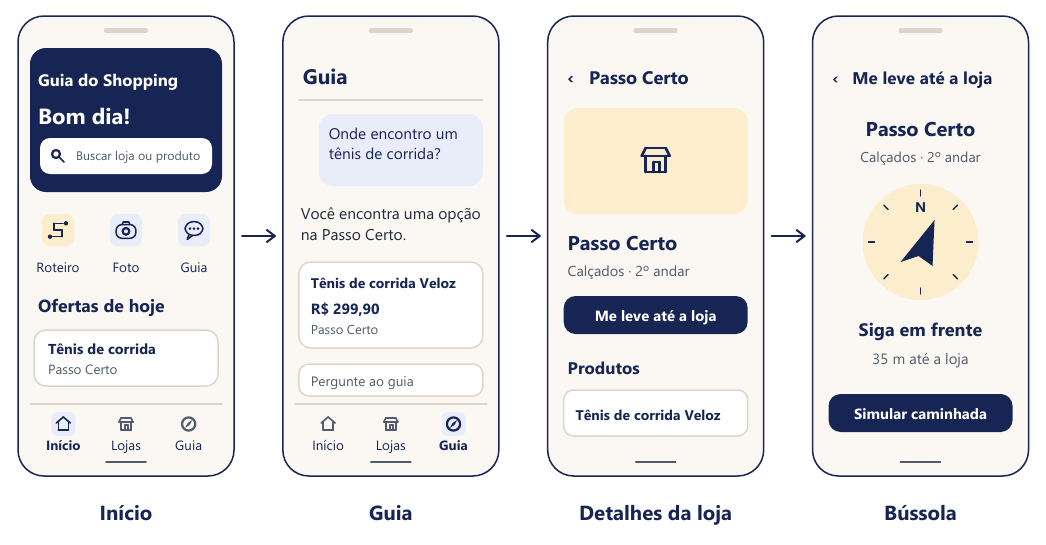 Guia do Shopping
Bom dia!
Buscar loja ou produto
Roteiro
Foto
Guia
Ofertas de hoje
Tênis de corrida
Passo Certo
Início
Lojas
Guia
Início
Guia
Onde encontro um
tênis de corrida?
Você encontra uma opção
na Passo Certo.
Tênis de corrida Veloz
R$ 299,90
Passo Certo
Pergunte ao guia
Início
Lojas
Guia
Guia
‹ Passo Certo
Passo Certo
Calçados · 2º andar
Me leve até a loja
Produtos
Tênis de corrida Veloz
Detalhes da loja
‹ Me leve até a loja
Passo Certo
Calçados · 2º andar
N
Siga em frente
35 m até a loja
Simular caminhada
Bússola